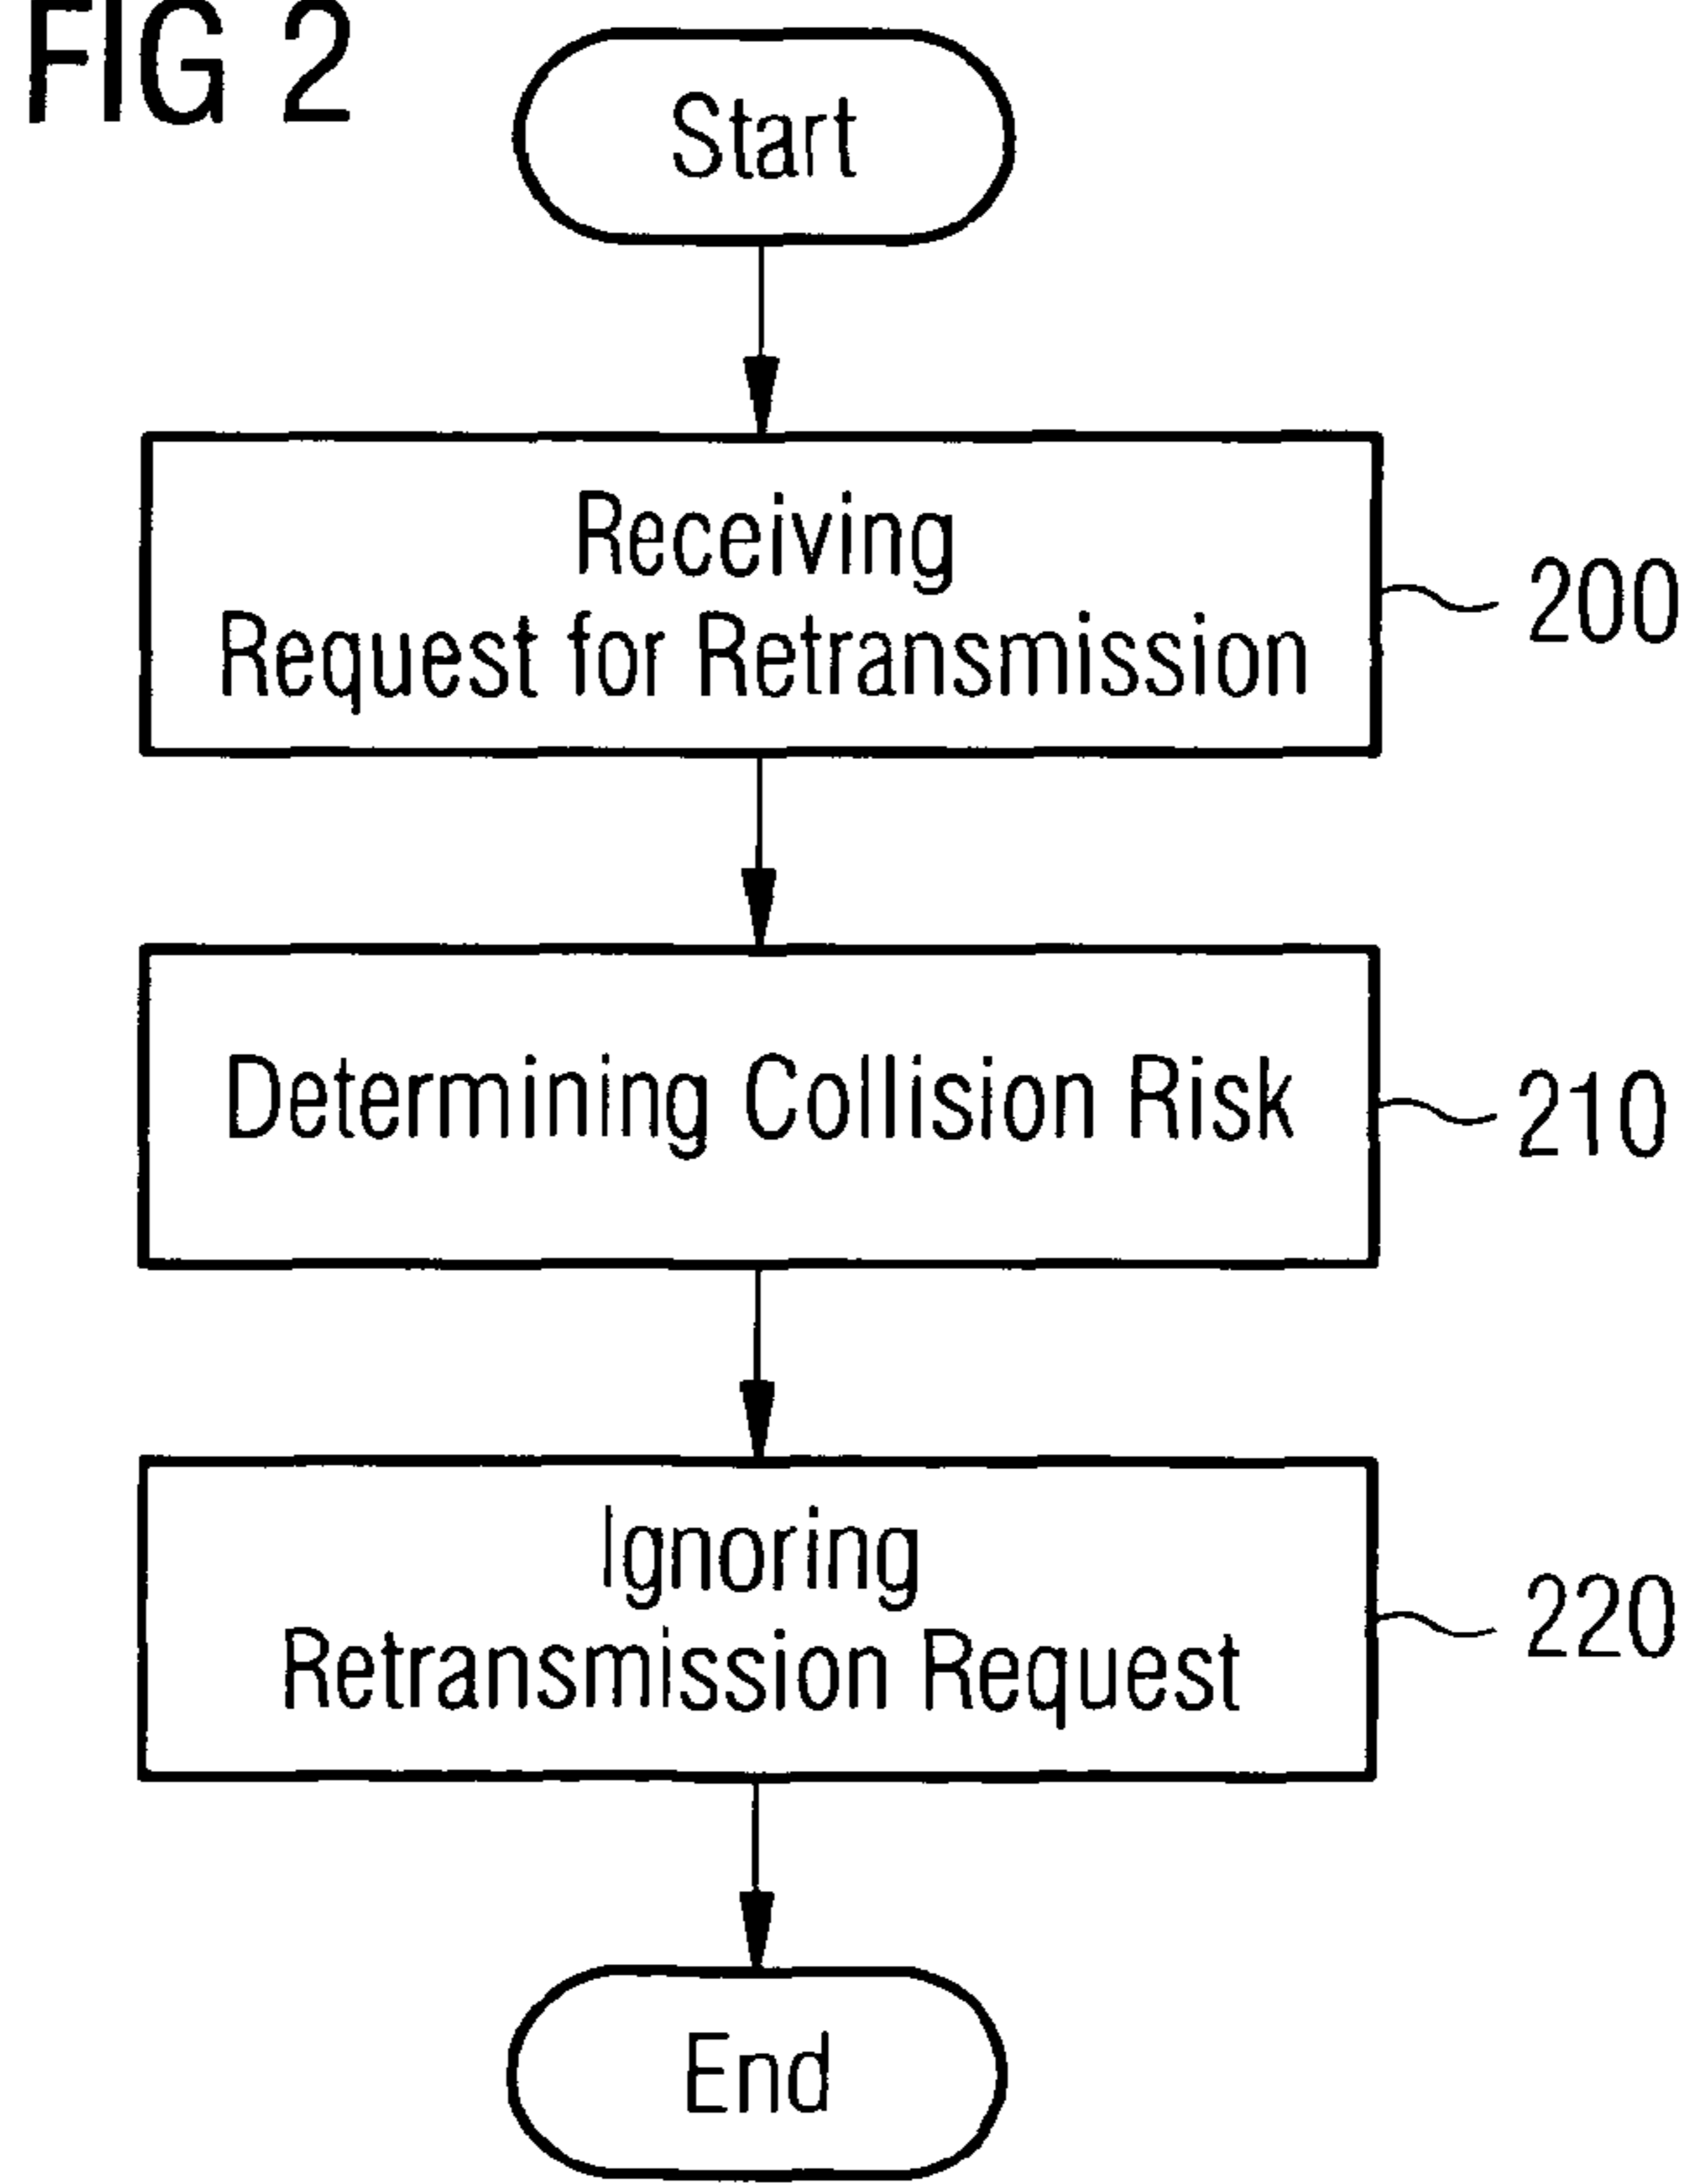 FIG 2
Start
Receiving
Request for Retransmission
200
Determining Collision Risk
210
Ignoring
Retransmission Request
220
End